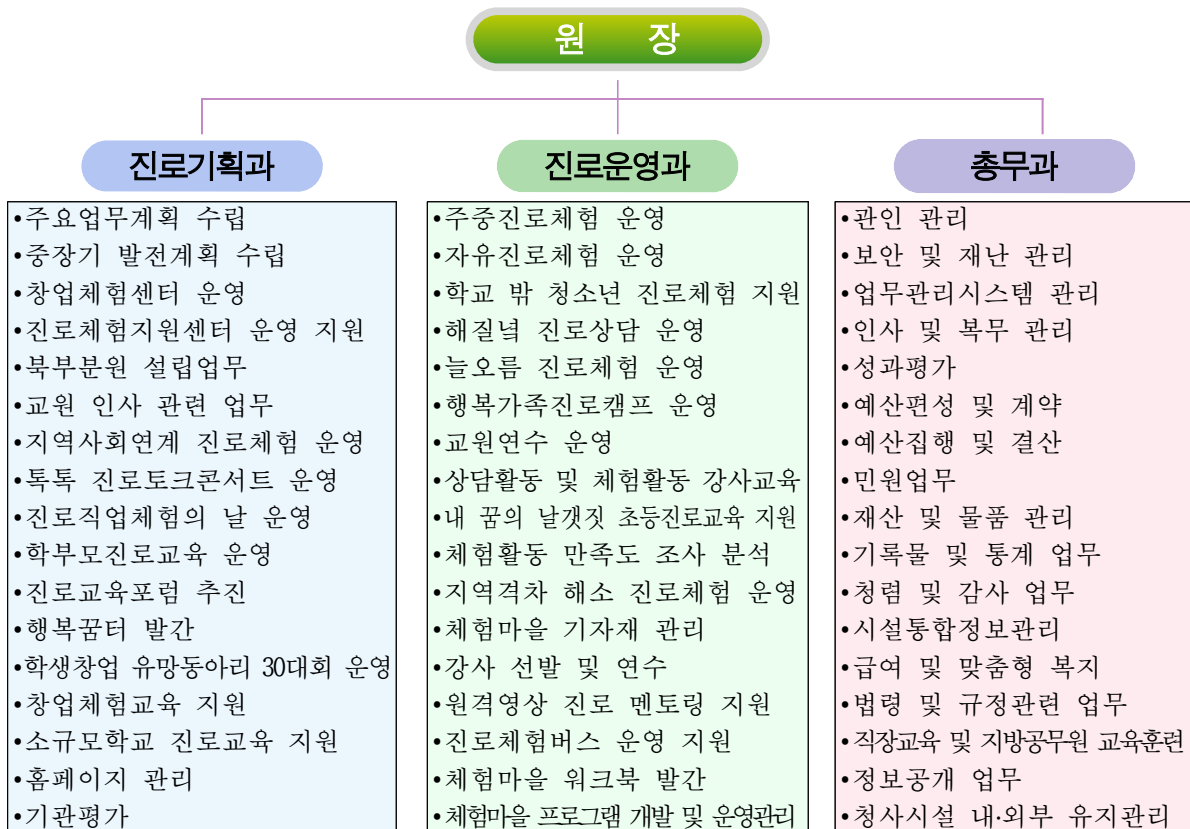 원 장
진로기획과
•주요업무계획 수립
•중장기 발전계획 수립
•창업체험센터 운영
•진로체험지원센터 운영 지원
•북부분원 설립업무
•교원 인사 관련 업무
•지역사회연계 진로체험 운영
•톡톡 진로토크콘서트 운영
•진로직업체험의 날 운영
•학부모진로교육 운영
•진로교육포럼 추진
•행복꿈터 발간
•학생창업 유망동아리 30대회 운영
•창업체험교육 지원
•소규모학교 진로교육 지원
•홈페이지 관리
•기관평가
진로운영과
•주중진로체험 운영
•자유진로체험 운영
•학교 밖 청소년 진로체험 지원
•해질녘 진로상담 운영
•늘오름 진로체험 운영
•행복가족진로캠프 운영
•교원연수 운영
•상담활동 및 체험활동 강사교육
•내 꿈의 날갯짓 초등진로교육 지원
•체험활동 만족도 조사 분석
•지역격차 해소 진로체험 운영
•체험마을 기자재 관리
•강사 선발 및 연수
•원격영상 진로 멘토링 지원
•진로체험버스 운영 지원
•체험마을 워크북 발간
•체험마을 프로그램 개발 및 운영관리
총무과
•관인 관리
•보안 및 재난 관리
•업무관리시스템 관리
•인사 및 복무 관리
•성과평가
•예산편성 및 계약
•예산집행 및 결산
•민원업무
•재산 및 물품 관리
•기록물 및 통계 업무
•청렴 및 감사 업무
•시설통합정보관리
•급여 및 맞춤형 복지
•법령 및 규정관련 업무
•직장교육 및 지방공무원 교육훈련
•정보공개 업무
•청사시설 내·외부 유지관리